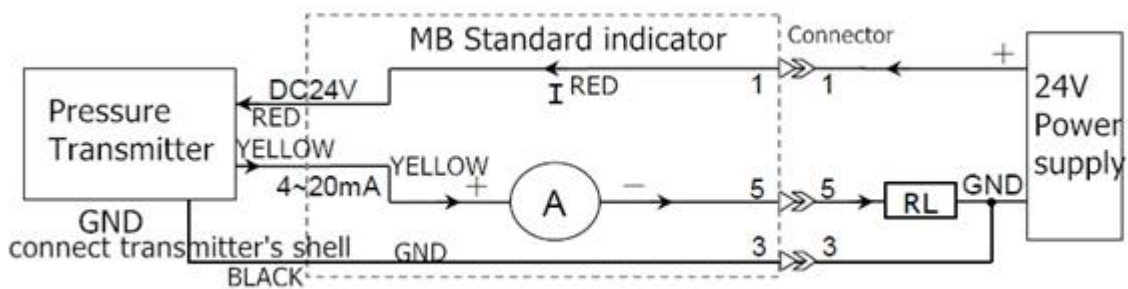 MB Standard indicator
Connector
+
DC24V
RED
I RED
1 1
24V
Power
supply
Pressure
Transmitter
RED
YELLOW
4~20mA
YELLOW
+ A −
5 5
RL
GND
GND
connect transmitter's shell
BLACK
GND
3 3